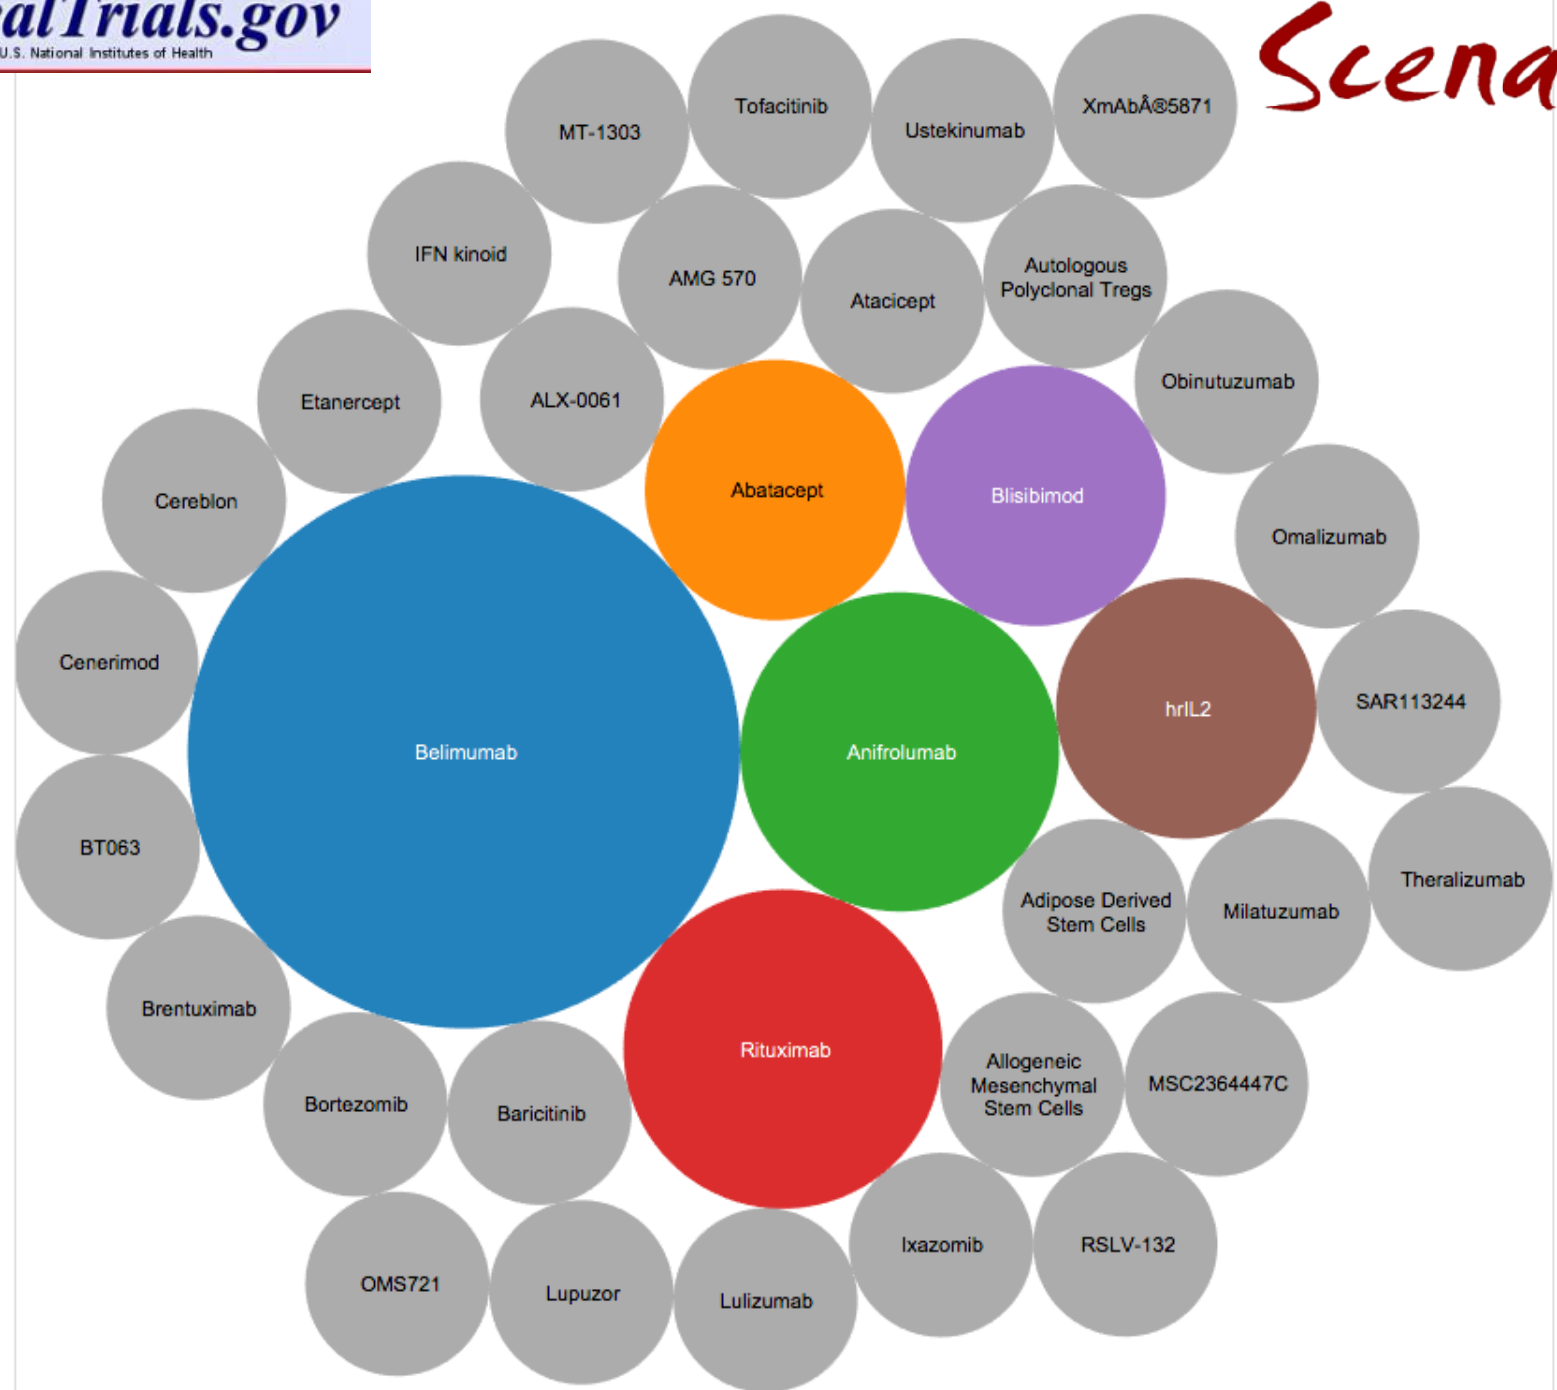 alTrials.gov
U.S. National Institutes of Health
Scena
Tofacitinib
XmAbÂ®5871
MT-1303
Ustekinumab
IFN kinoid
AMG 570
Autologous
Polyclonal Tregs
Atacicept
Obinutuzumab
Etanercept
ALX-0061
Abatacept
Blisibimod
Cereblon
Omalizumab
Cenerimod
SAR113244
hrIL2
Belimumab
Anifrolumab
BT063
Theralizumab
Adipose Derived
Stem Cells
Milatuzumab
Brentuximab
Rituximab
Allogeneic
Mesenchymal
Stem Cells
MSC2364447C
Bortezomib
Baricitinib
Ixazomib
RSLV-132
OMS721
Lupuzor
Lulizumab